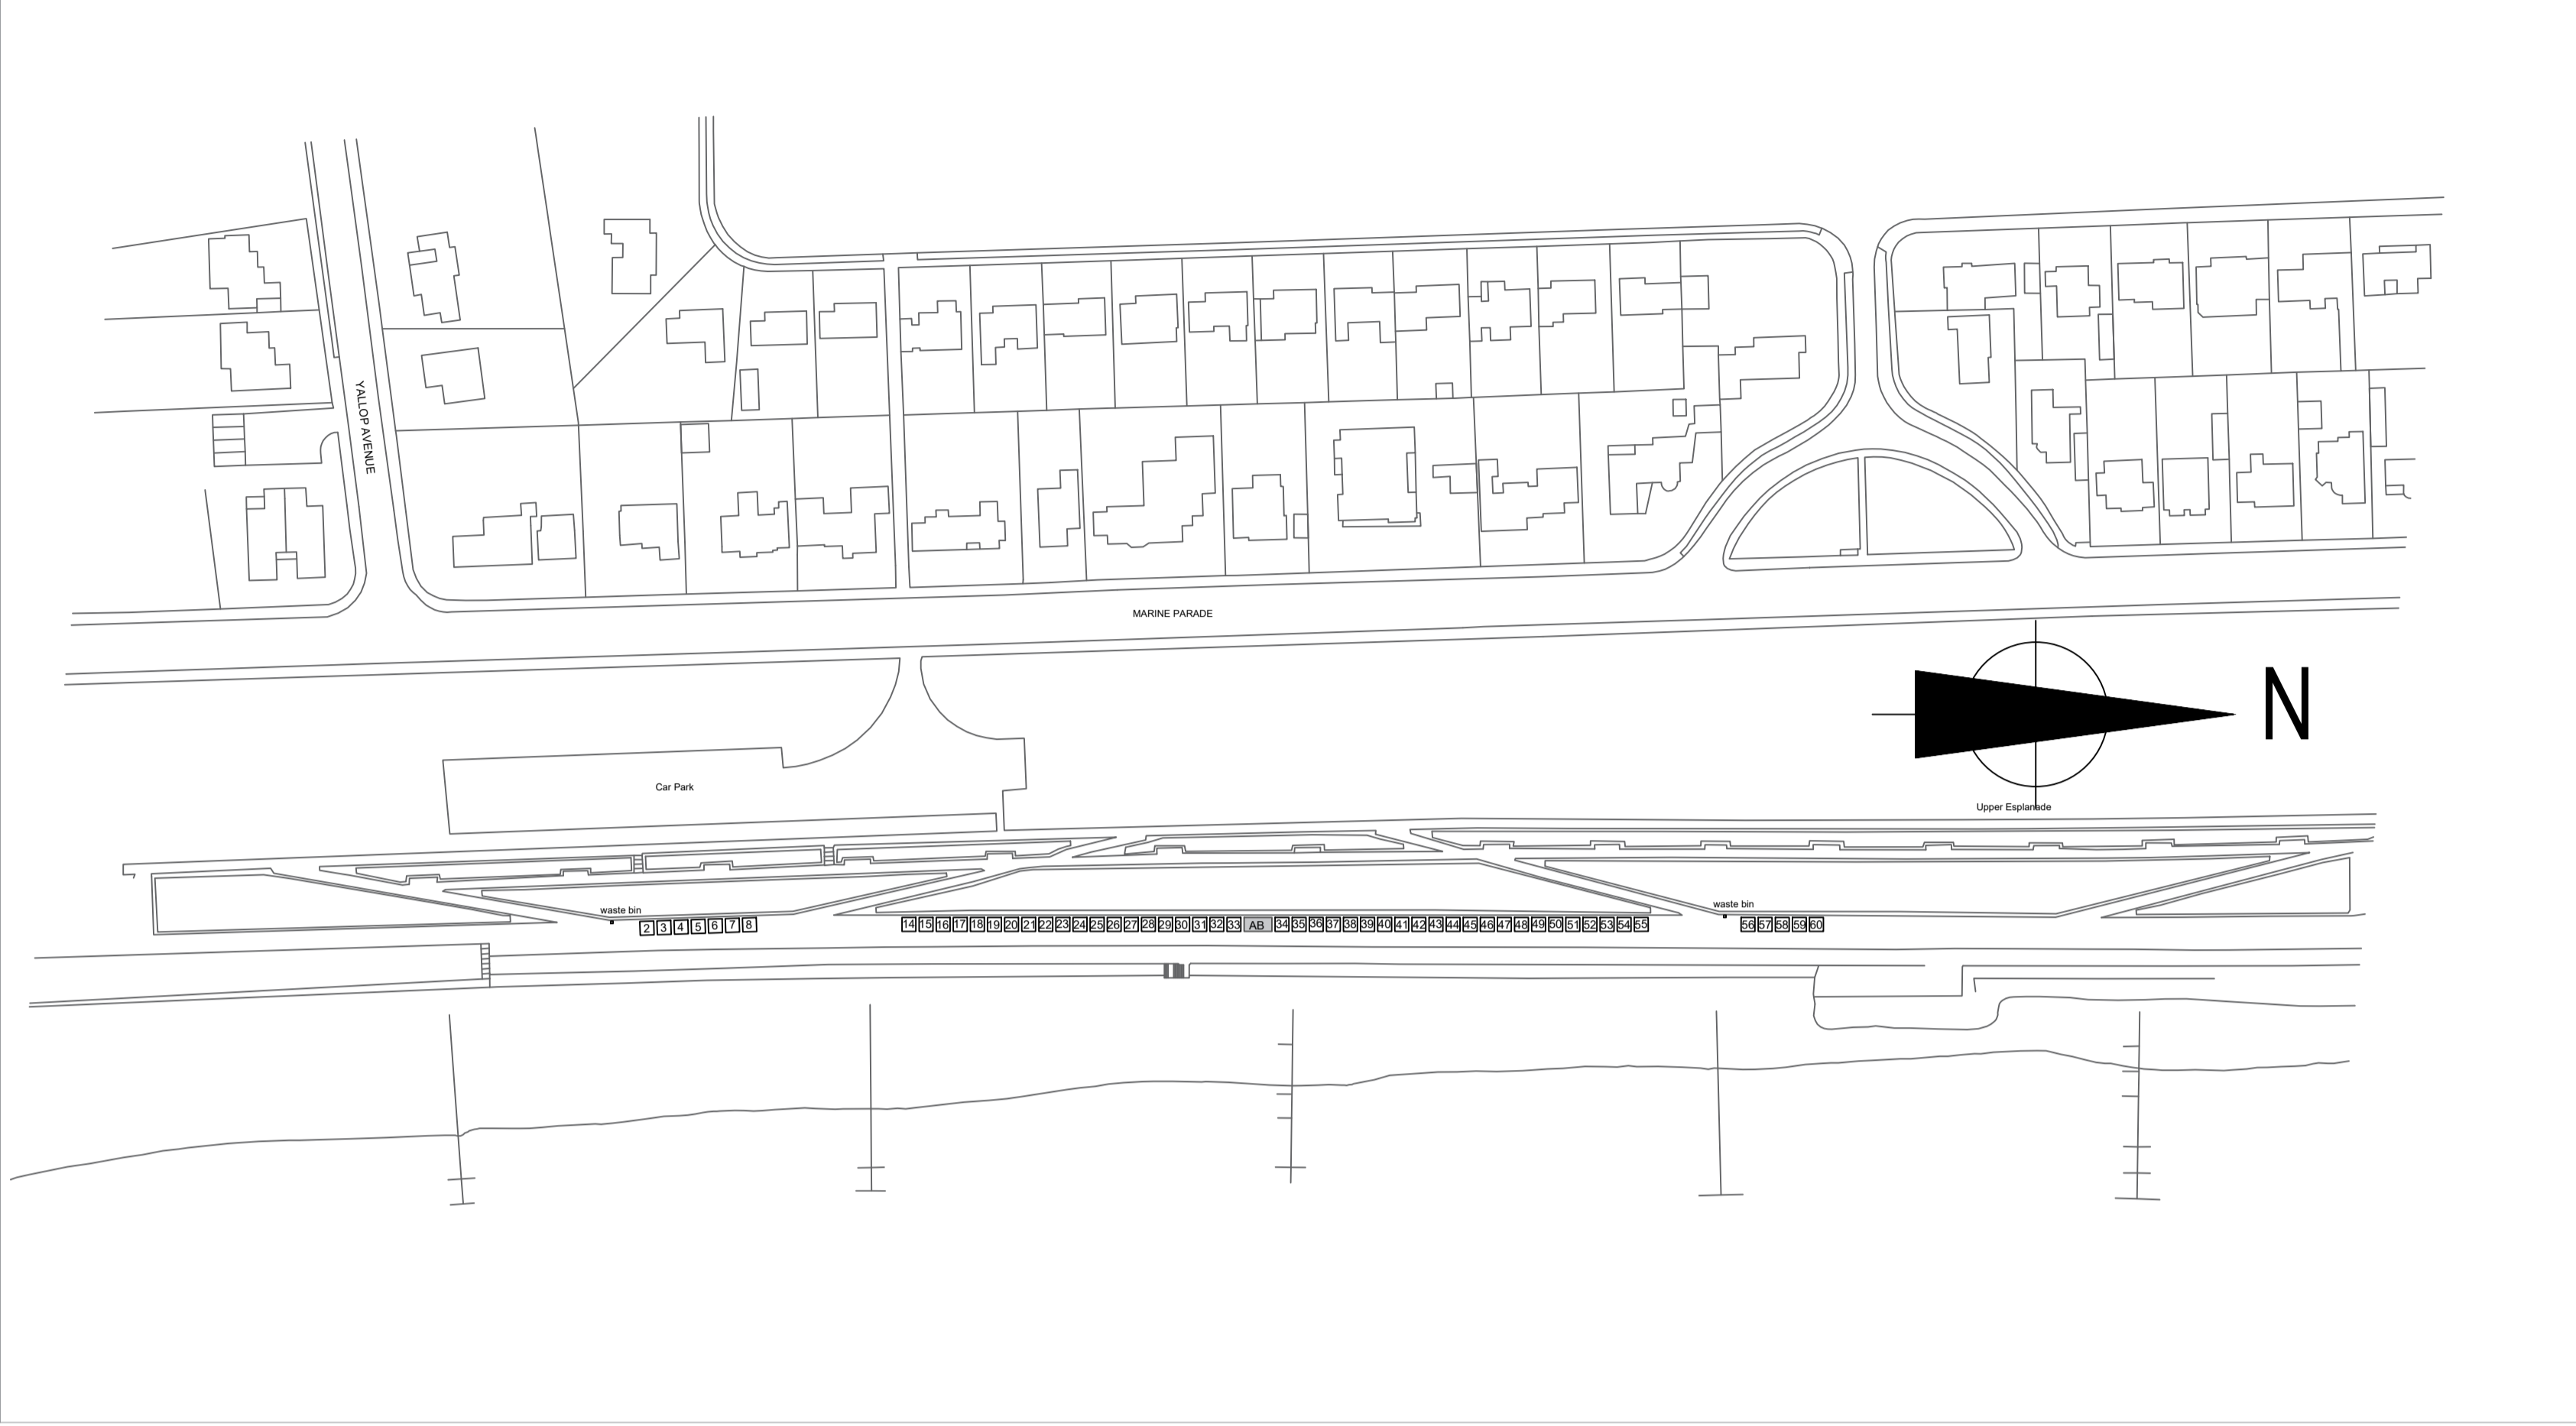 YALLOP AVENUE
MARINE PARADE
N
Car Park
Upper Esplanade
waste bin
waste bin
2 3 4 5 6 7 8
14 15 16 17 18 19 20 21 22 23 24 25 26 27 28 29 30 31 32 33 AB 34 35 36 37 38 39 40 41 42 43 44 45 46 47 48 49 50 51 52 53 54 55
56 57 58 59 60